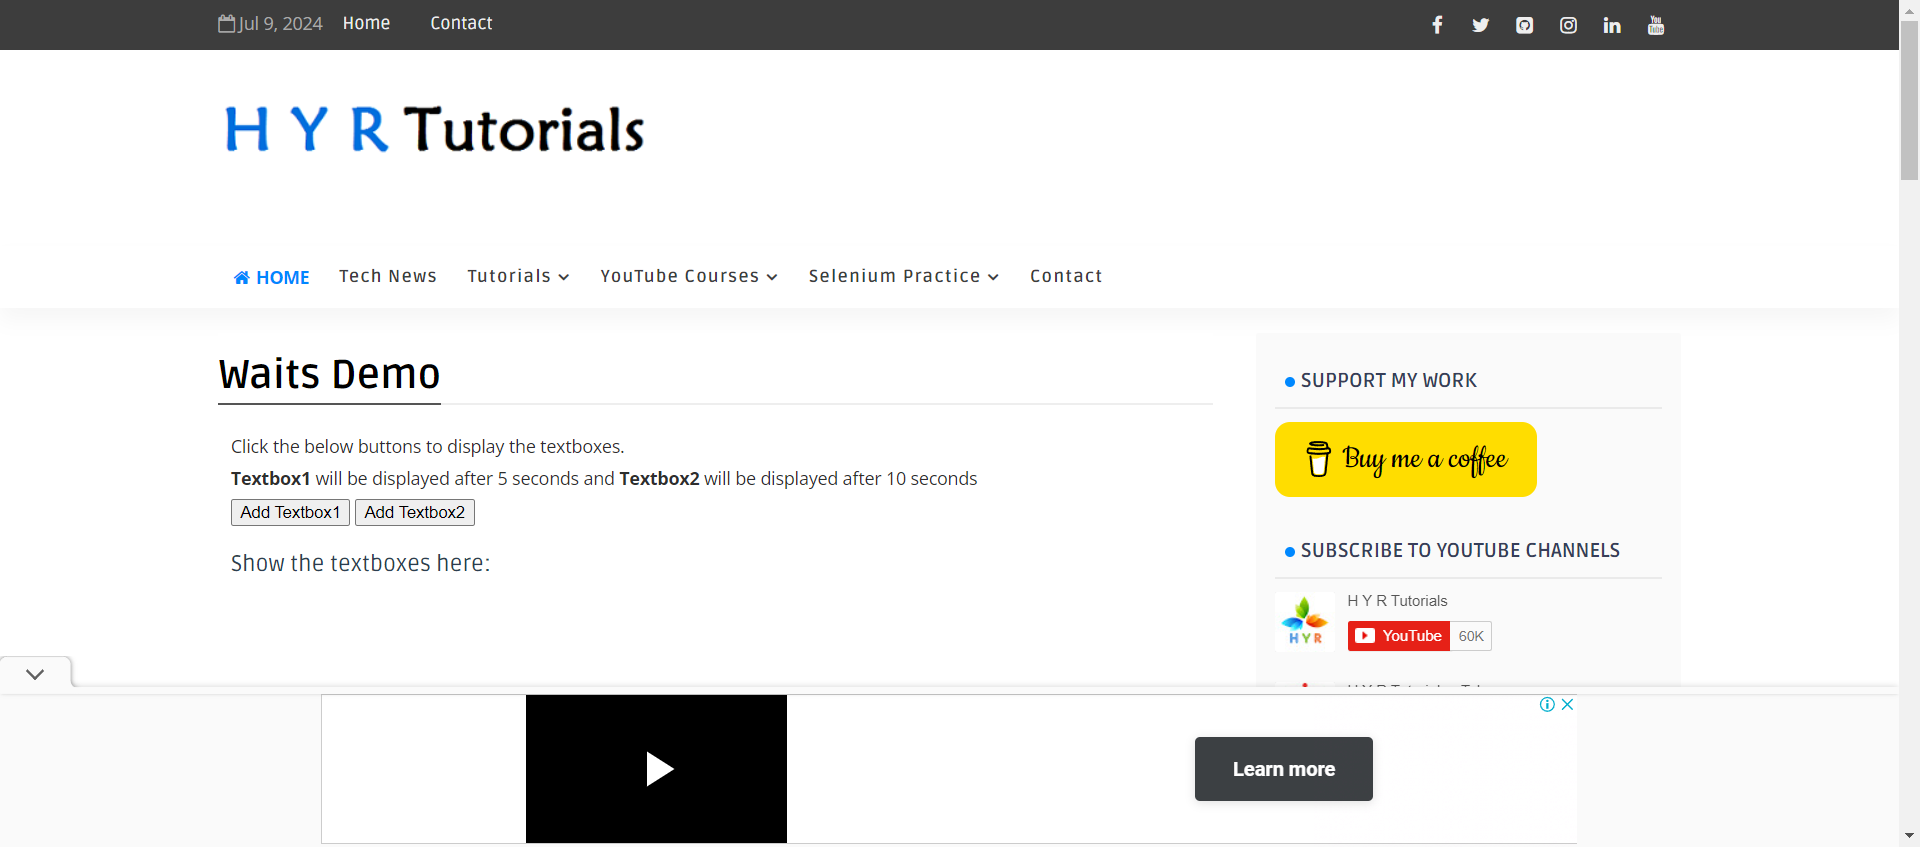 Jul 9, 2024 Home Contact
H Y R Tutorials
HOME Tech News Tutorials YouTube Courses Selenium Practice Contact
Waits Demo
Click the below buttons to display the textboxes.
Textbox1 will be displayed after 5 seconds and Textbox2 will be displayed after 10 seconds
Add Textbox1 Add Textbox2
Show the textboxes here:
SUPPORT MY WORK
Buy me a coffee
SUBSCRIBE TO YOUTUBE CHANNELS
HYR
H Y R Tutorials
YouTube 60K
Learn more